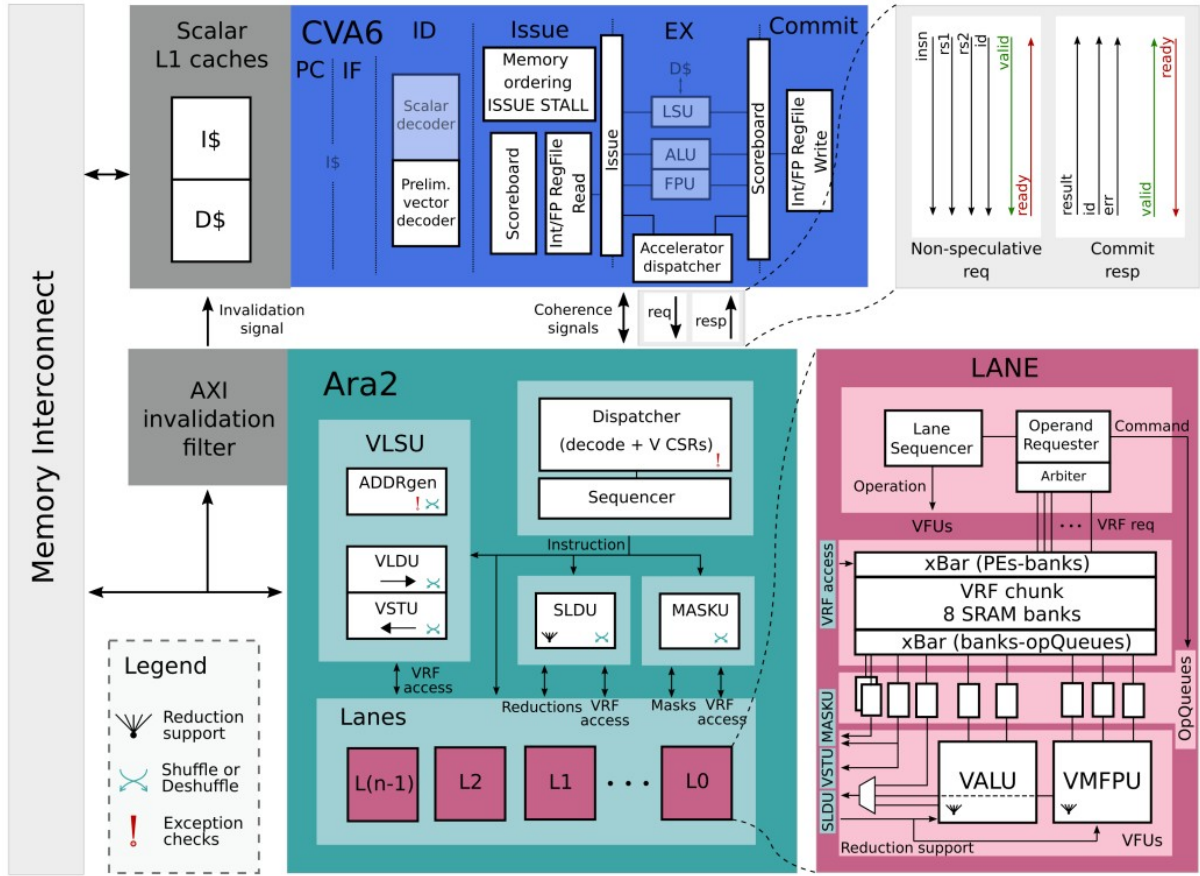 Memory Interconnect
Scalar
L1 caches
I$
D$
CVA6
PC
IF
I$
ID
Scalar
decoder
Prelim.
vector
decoder
Issue
Memory
ordering
ISSUE STALL
Scoreboard
Int/FP RegFile
Read
Issue
EX
D$
LSU
ALU
FPU
Accelerator
dispatcher
Scoreboard
Commit
Int/FP RegFile
Write
insn
rs1
rs2
id
valid
ready
Non-speculative
req
result
id
err
valid
ready
Commit
resp
Invalidation
signal
Coherence
signals
req
resp
AXI
invalidation
filter
Ara2
VLSU
ADDRgen
!
VLDU
VSTU
Dispatcher
(decode + V CSRs)
!
Sequencer
Instruction
SLDU
MASKU
VRF
access
Reductions
VRF
access
Masks
VRF
access
Lanes
L(n-1)
L2
L1
L0
Legend
Reduction
support
Shuffle or
Deshuffle
!
Exception
checks
LANE
Lane
Sequencer
Operand
Requester
Arbiter
Command
Operation
VFUs
VRF req
VRF access
xBar (PEs-banks)
VRF chunk
8 SRAM banks
xBar (banks-opQueues)
OpQueues
MASKU
VSTU
SLDU
VALU
VMFPU
Reduction support
VFUs